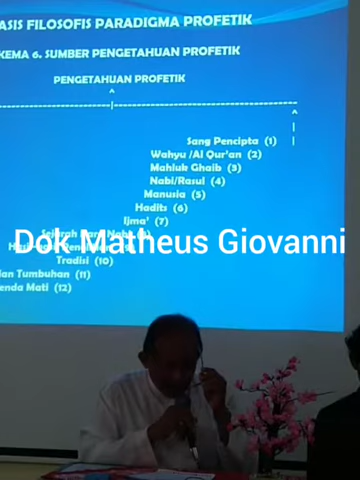 ASIS FILOSOFIS PARADIGMA PROFETIK
KEMA 6. SUMBER PENGETAHUAN PROFETIK
PENGETAHUAN PROFETIK
Sang Pencipta (1)
Wahyu /Al Qur'an (2)
Mahluk Ghaib (3)
Nabi/Rasul (4)
Manusia (5)
Hadits (6)
Ijma' (7)
Dok Matheus Giovanni
Tradisi (10)
an Tumbuhan (11)
enda Mati (12)